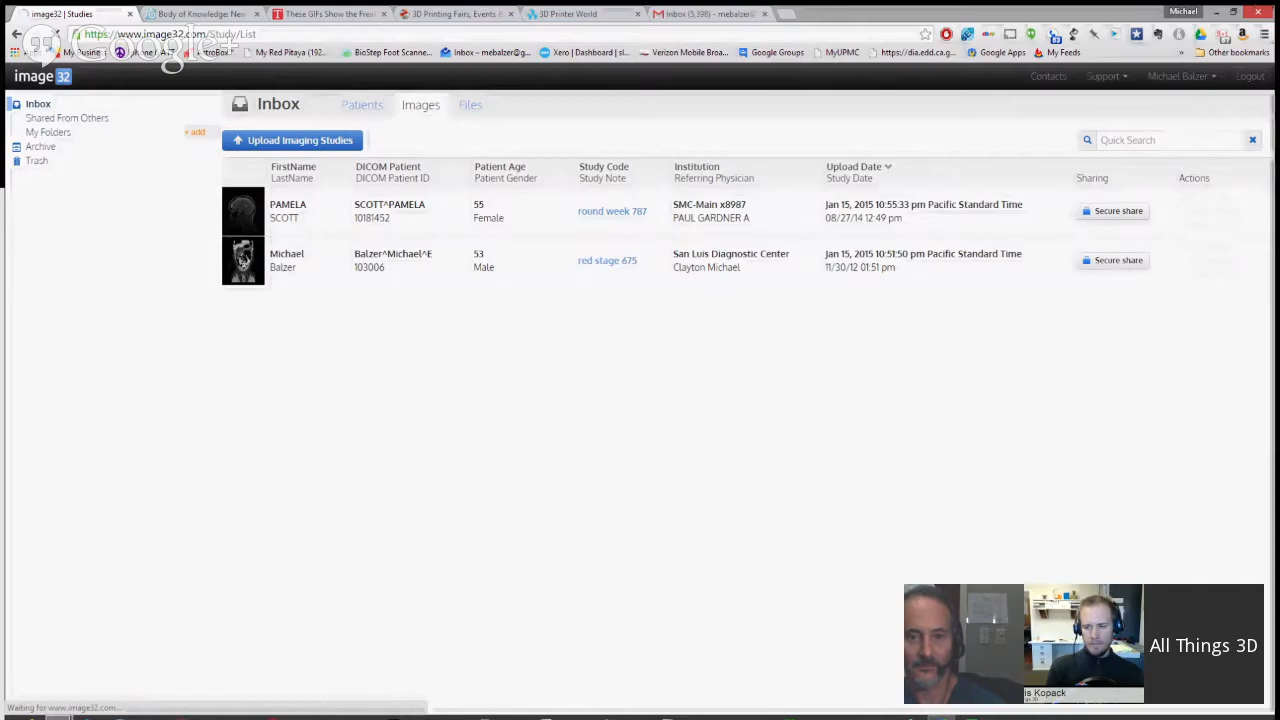 image32 | Studies
Body of Knowledge: New
These GIFs Show the Freak
3D Printing Fairs, Events &
3D Printer World
Inbox (5,398) - mebalzer@
Michael
https://www.image32.com/Study/List
Google+
My Red Pitaya (192...
BioStep Foot Scanne...
Inbox – mebalzer@g...
Xero | Dashboard | sl...
Verizon Mobile Broa...
Google Groups
MyUPMC
https://dia.edd.ca.g...
Google Apps
My Feeds
Other bookmarks
image 32
Contacts
Support
Michael Balzer
Logout
Inbox
Shared From Others
My Folders
+ add
Archive
Trash
Inbox
Patients
Images
Files
Upload Imaging Studies
Quick Search
FirstName
LastName
DICOM Patient
DICOM Patient ID
Patient Age
Patient Gender
Study Code
Study Note
Institution
Referring Physician
Upload Date
Study Date
Sharing
Actions
PAMELA
SCOTT
SCOTT^PAMELA
10181452
55
Female
round week 787
SMC-Main x8987
PAUL GARDNER A
Jan 15, 2015 10:55:33 pm Pacific Standard Time
08/27/14 12:49 pm
Secure share
Michael
Balzer
Balzer^Michael^E
103006
53
Male
red stage 675
San Luis Diagnostic Center
Clayton Michael
Jan 15, 2015 10:51:50 pm Pacific Standard Time
11/30/12 01:51 pm
Secure share
is Kopack
All Things 3D
Waiting for www.image32.com...